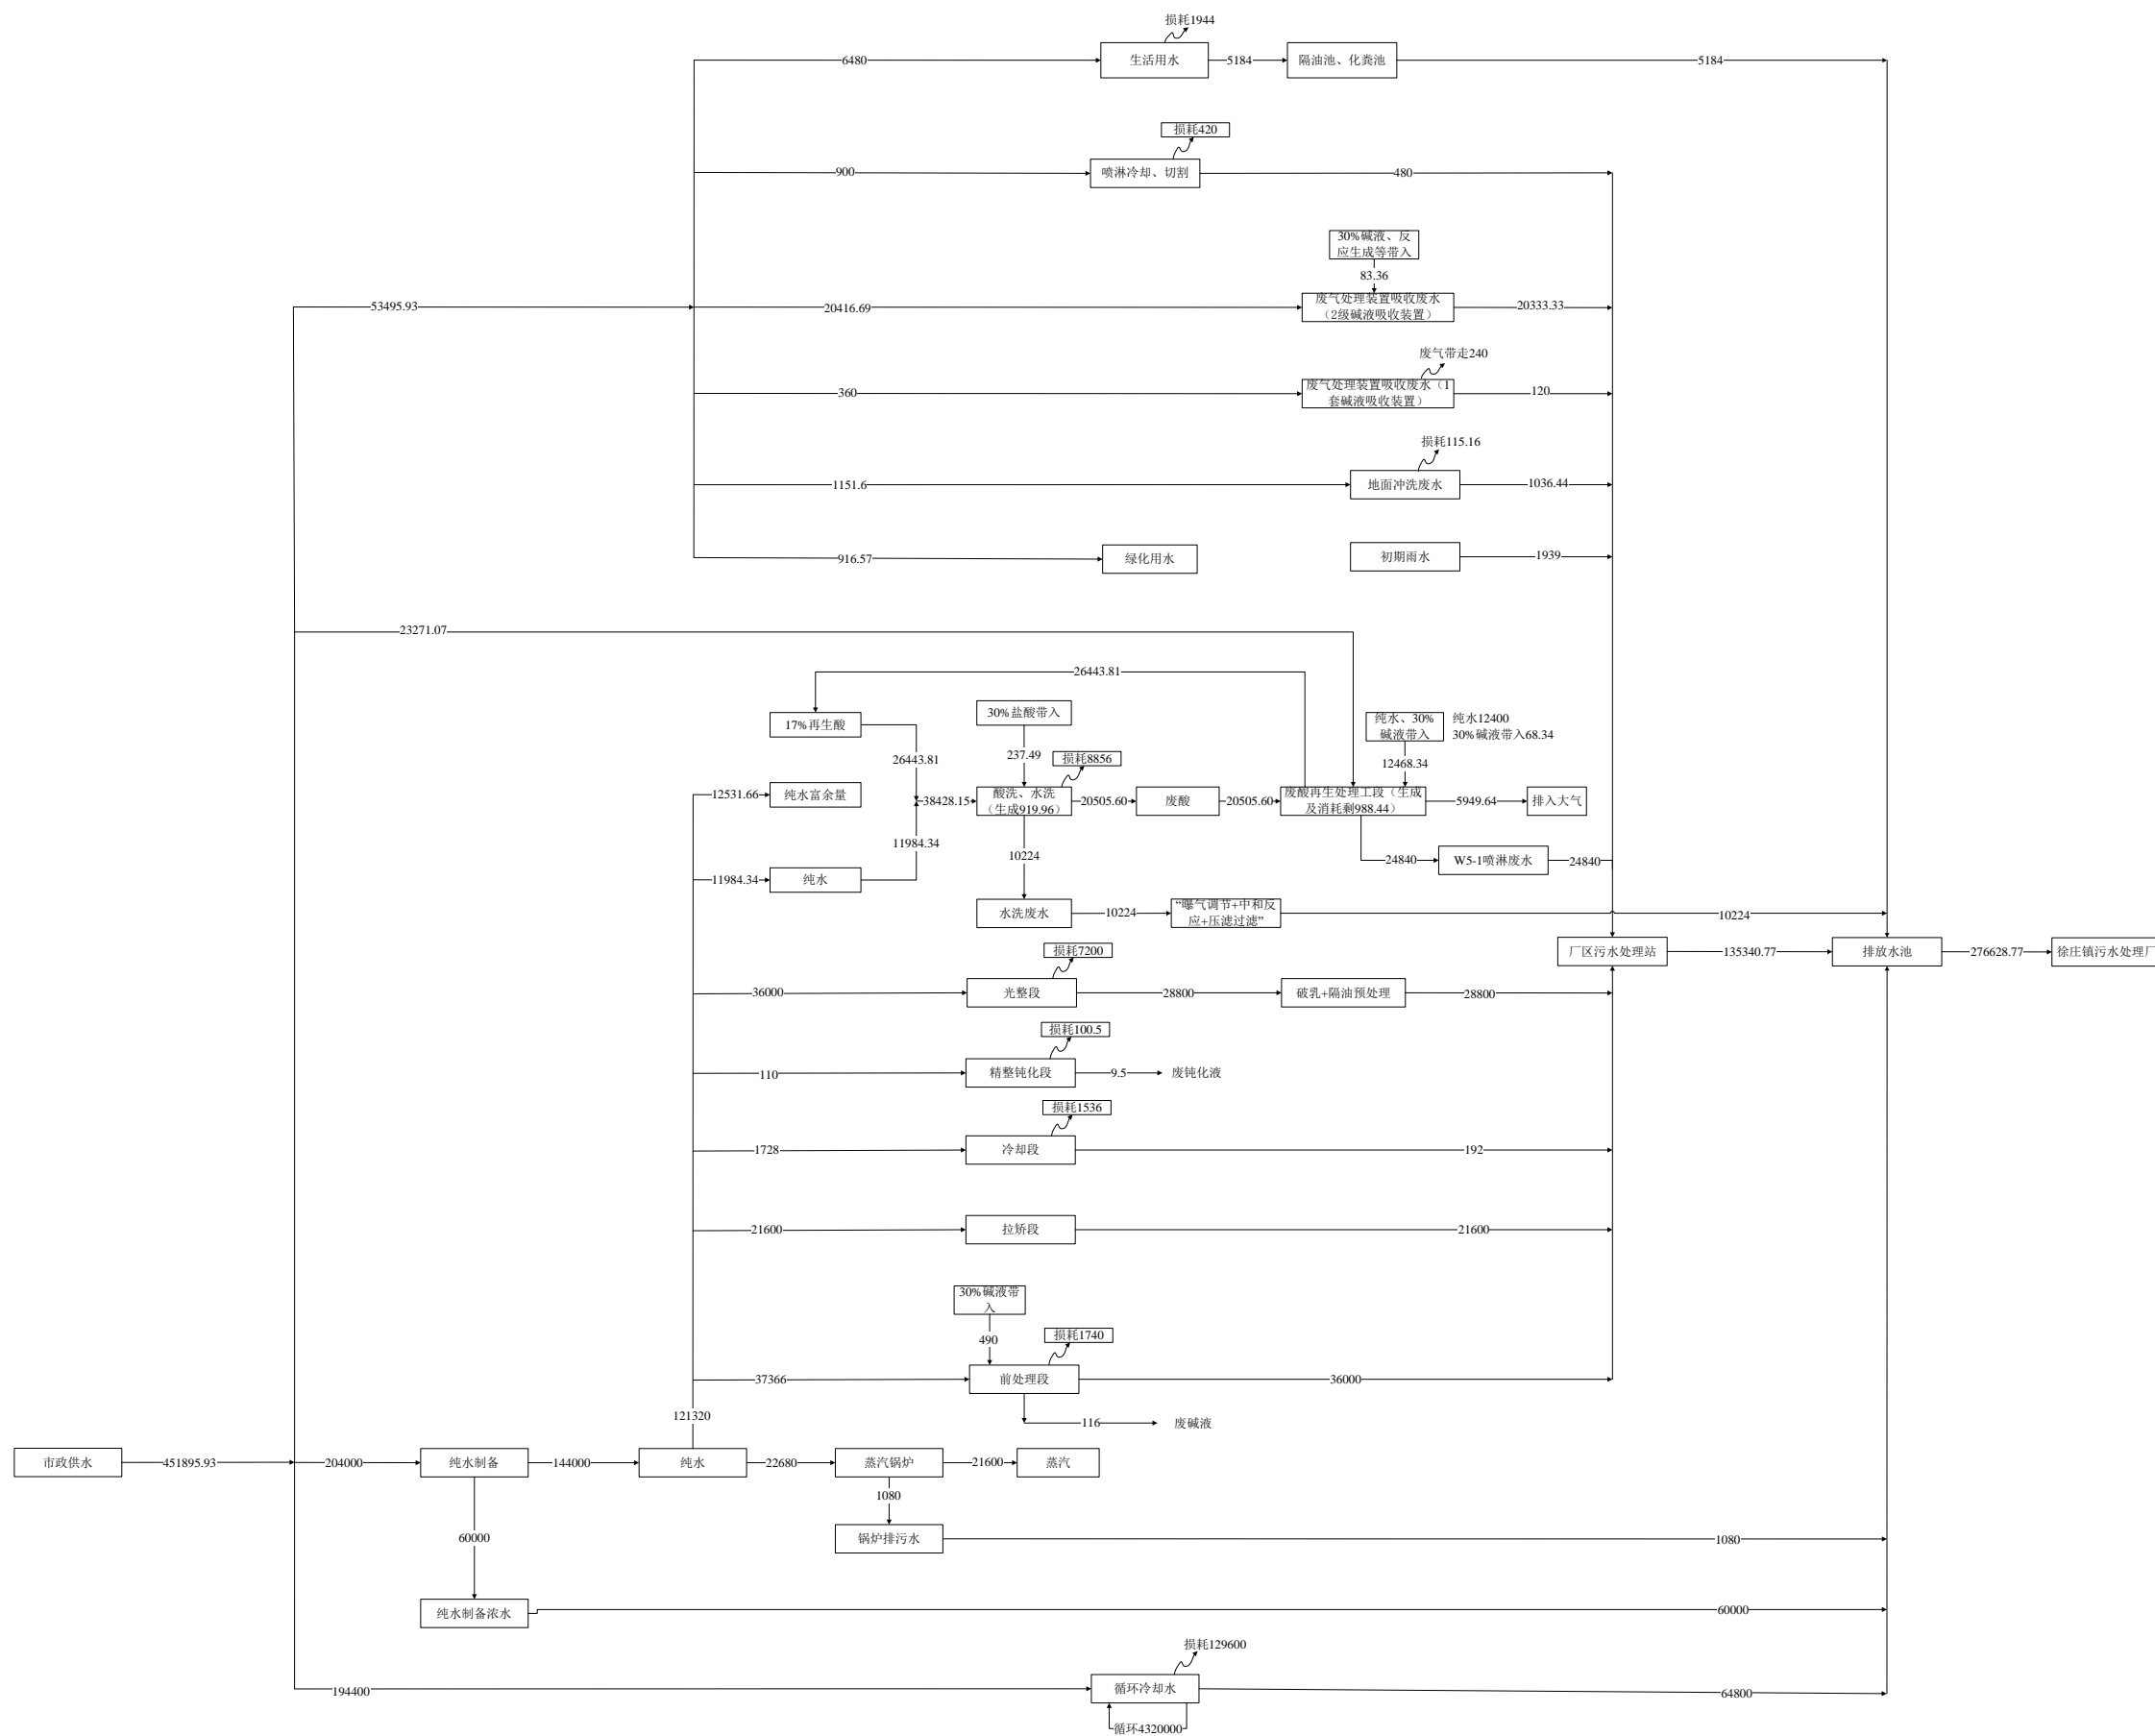 损耗1944
6480
生活用水
5184
隔油池、化粪池
5184
损耗420
900
喷淋冷却、切割
480
30%碱液、反
应生成等带入
83.36
53495.93
20416.69
废气处理装置吸收废水
（2级碱液吸收装置）
20333.33
废气带走240
360
废气处理装置吸收废水（1
套碱液吸收装置）
120
损耗115.16
1151.6
地面冲洗废水
1036.44
916.57
绿化用水
初期雨水
1939
23271.07
26443.81
17%再生酸
30%盐酸带入
纯水、30%
碱液带入
纯水12400
30%碱液带入68.34
26443.81
237.49
损耗8856
12468.34
12531.66
纯水富余量
38428.15
酸洗、水洗
（生成919.96）
20505.60
废酸
20505.60
废酸再生处理工段（生成
及消耗剩988.44）
5949.64
排入大气
11984.34
10224
24840
W5-1喷淋废水
24840
11984.34
纯水
水洗废水
10224
“曝气调节+中和反
应+压滤过滤”
10224
损耗7200
厂区污水处理站
135340.77
排放水池
276628.77
徐庄镇污水处理厂
36000
光整段
28800
破乳+隔油预处理
28800
损耗100.5
110
精整钝化段
9.5
废钝化液
损耗1536
1728
冷却段
192
21600
拉矫段
21600
30%碱液带
入
490
损耗1740
37366
前处理段
36000
121320
116
废碱液
市政供水
451895.93
204000
纯水制备
144000
纯水
22680
蒸汽锅炉
21600
蒸汽
1080
60000
锅炉排污水
1080
纯水制备浓水
60000
损耗129600
194400
循环冷却水
64800
循环4320000